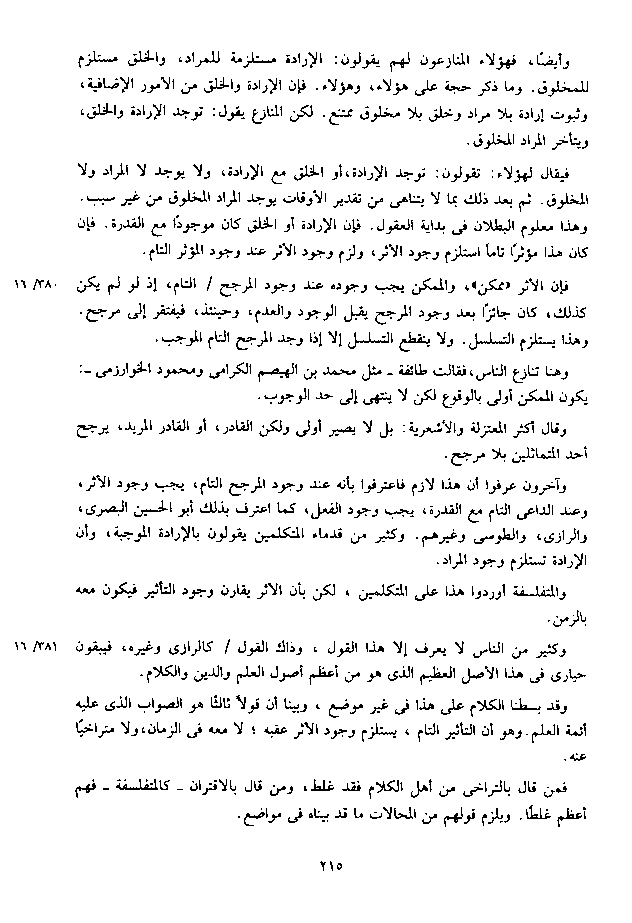 وأيضًا، فهؤلاء المنازعون لهم يقولون: الإرادة مستلزمة للمراد، والخلق مستلزم
للمخلوق. وما ذكر حجة على هؤلاء، وهؤلاء. فإن الإرادة والخلق من الأمور الإضافية،
وثبوت إرادة بلا مراد وخلق بلا مخلوق ممتنع. لكن المنازع يقول: توجد الإرادة والخلق،
ويتأخر المراد المخلوق.
فيقال لهؤلاء: تقولون: توجد الإرادة،أو الخلق مع الإرادة، ولا يوجد لا المراد ولا
المخلوق. ثم بعد ذلك بما لا يتناهى من تقدير الأوقات يوجد المراد المخلوق من غير سبب.
وهذا معلوم البطلان فى بداية العقول. فإن الإرادة أو الخلق كان موجودًا مع القدرة. فإن
كان هذا مؤثرًا تاماً استلزم وجود الأثر، ولزم وجود الأثر عند وجود المؤثر التام.
فإن الأثر «ممكن»، والممكن يجب وجوده عند وجود المرجح / التام، إذ لو لم يكن ١٦/٣٨٠
كذلك، كان جائزًا بعد وجود المرجح يقبل الوجود والعدم، وحينئذ، فيفتقر إلى مرجح.
وهذا يستلزم التسلسل. ولا ينقطع التسلسل إلا إذا وجد المرجح التام الموجب.
وهنا تنازع الناس،فقالت طائفة ـ مثل محمد بن الهيصم الكرامي ومحمود الخوارزمى ـ:
يكون الممكن أولى بالوقوع لكن لا ينتهى إلى حد الوجوب.
وقال أكثر المعتزلة والأشعرية: بل لا يصير أولى ولكن القادر، أو القادر المريد، يرجح
أحد المتماثلين بلا مرجح.
وآخرون عرفوا أن هذا لازم فاعترفوا بأنه عند وجود المرجح التام، يجب وجود الأثر،
وعند الداعى التام مع القدرة، يجب وجود الفعل، كما اعترف بذلك أبو الحسين البصرى،
والرازى، والطوسى وغيرهم. وكثير من قدماء المتكلمين يقولون بالإرادة الموجبة، وأن
الإرادة تستلزم وجود المراد.
والمتفلسفة أوردوا هذا على المتكلمين ، لكن بأن الأثر يقارن وجود التأثير فيكون معه
بالزمن.
وكثير من الناس لا يعرف إلا هذا القول ، وذاك القول / كالرازى وغيره، فيبقون ١٦/٣٨١
حيارى فى هذا الأصل العظيم الذى هو من أعظم أصول العلم والدين والكلام.
وقد بسطنا الكلام على هذا فى غير موضع ، وبينا أن قولاً ثالثًا هو الصواب الذى عليه
أئمة العلم.وهو أن التأثير التام ، يستلزم وجود الأثر عقبه ؛ لا معه فى الزمان،ولا متراخيًا
عنه.
فمن قال بالتراخى من أهل الكلام فقد غلط، ومن قال بالاقتران ـ كالمتفلسفة ـ فهم
أعظم غلطًا. ويلزم قولهم من المحالات ما قد بيناه فى مواضع.
٢١٥